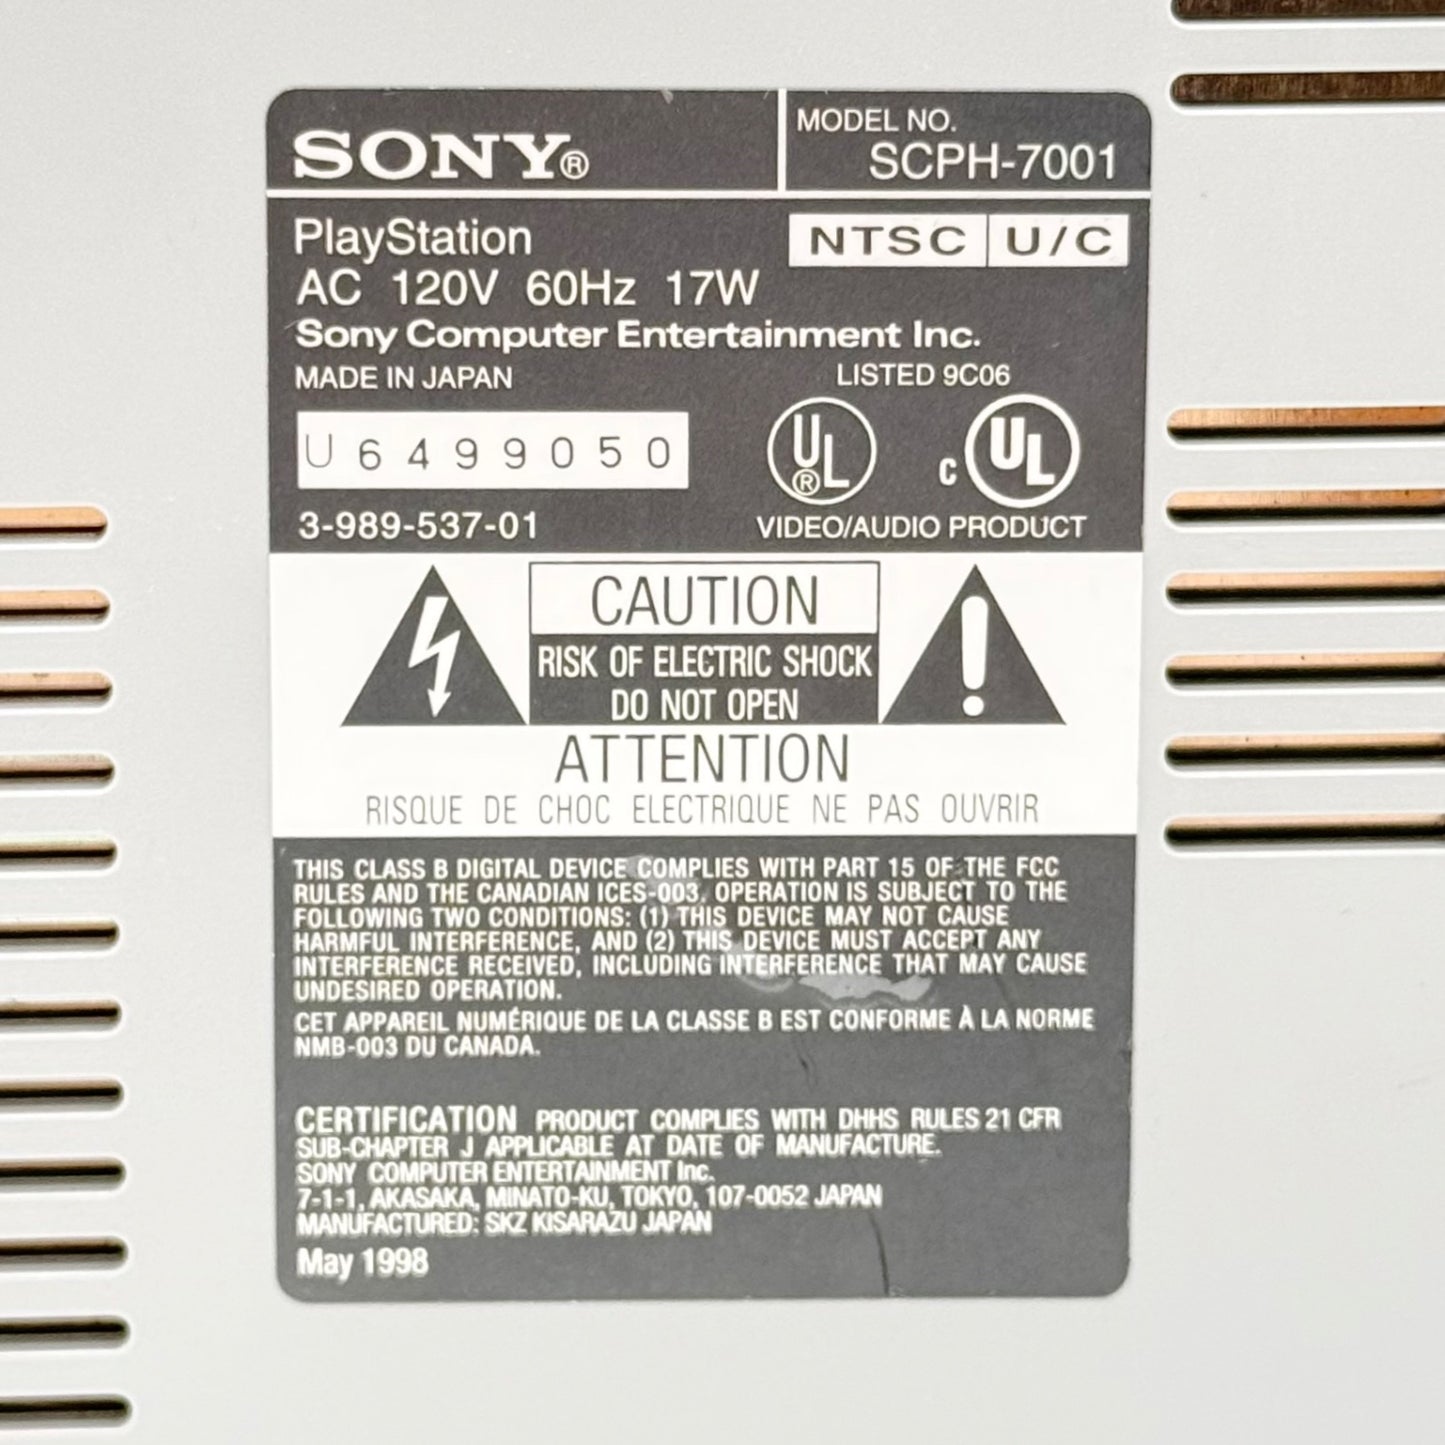 SONY®
MODEL NO.
SCPH-7001
PlayStation
NTSC U/C
AC 120V 60Hz 17W
Sony Computer Entertainment Inc.
MADE IN JAPAN
LISTED 9C06
U6499050
UL® c UL
3-989-537-01
VIDEO/AUDIO PRODUCT
CAUTION
RISK OF ELECTRIC SHOCK
DO NOT OPEN
ATTENTION
RISQUE DE CHOC ELECTRIQUE NE PAS OUVRIR
THIS CLASS B DIGITAL DEVICE COMPLIES WITH PART 15 OF THE FCC
RULES AND THE CANADIAN ICES-003. OPERATION IS SUBJECT TO THE
FOLLOWING TWO CONDITIONS: (1) THIS DEVICE MAY NOT CAUSE
HARMFUL INTERFERENCE, AND (2) THIS DEVICE MUST ACCEPT ANY
INTERFERENCE RECEIVED, INCLUDING INTERFERENCE THAT MAY CAUSE
UNDESIRED OPERATION.
CET APPAREIL NUMÉRIQUE DE LA CLASSE B EST CONFORME À LA NORME
NMB-003 DU CANADA.
CERTIFICATION PRODUCT COMPLIES WITH DHHS RULES 21 CFR
SUB-CHAPTER J APPLICABLE AT DATE OF MANUFACTURE.
SONY COMPUTER ENTERTAINMENT Inc.
7-1-1, AKASAKA, MINATO-KU, TOKYO, 107-0052 JAPAN
MANUFACTURED: SKZ KISARAZU JAPAN
May 1998